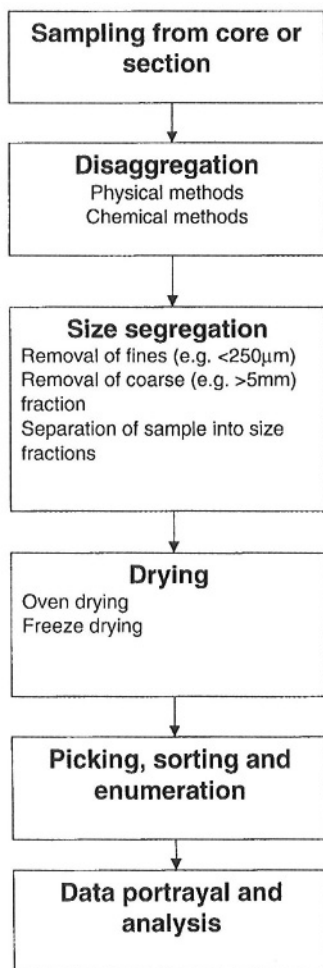 Sampling from core or
section
Disaggregation
Physical methods
Chemical methods
Size segregation
Removal of fines (e.g. <250μm)
Removal of coarse (e.g. >5mm)
fraction
Separation of sample into size
fractions
Drying
Oven drying
Freeze drying
Picking, sorting and
enumeration
Data portrayal and
analysis